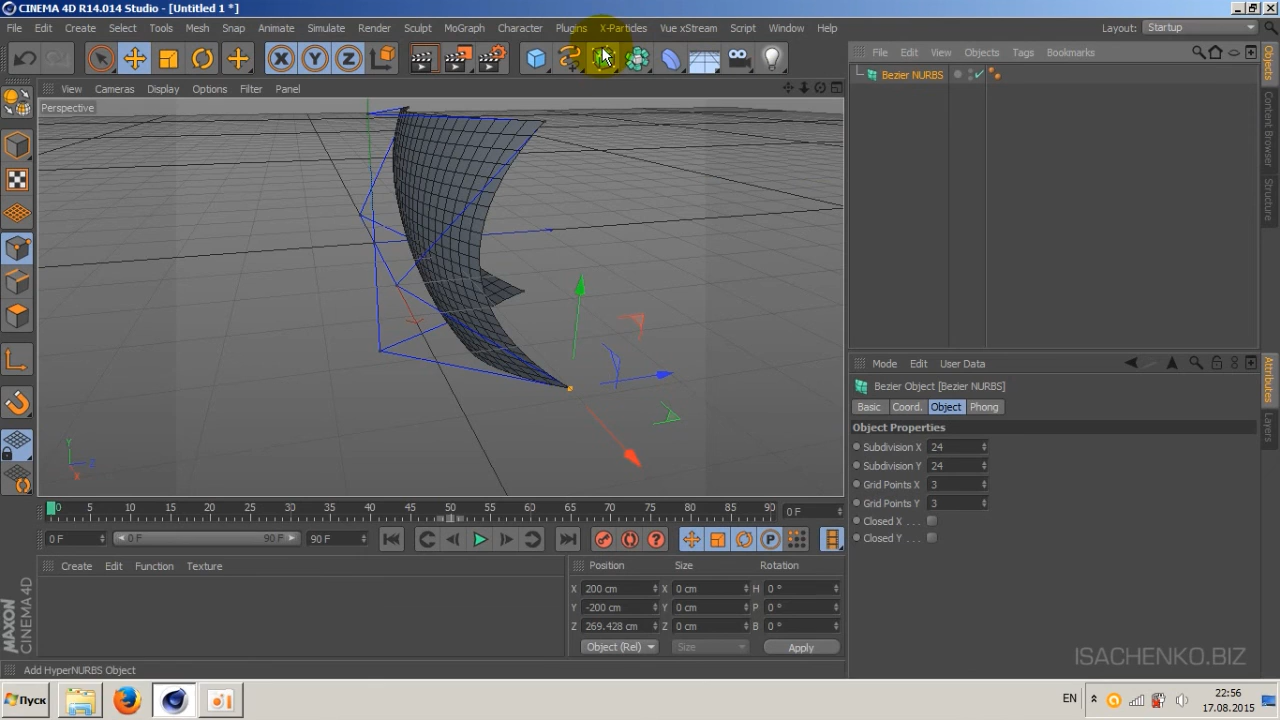 CINEMA 4D R14.014 Studio - [Untitled 1 *]
File Edit Create Select Tools Mesh Snap Animate Simulate Render Sculpt MoGraph Character Plugins X-Particles Vue xStream Script Window Help Layout: Startup
File Edit View Objects Tags Bookmarks
X Y Z
View Cameras Display Options Filter Panel
Bezier NURBS
Perspective
Objects
Content Browser
Structure
Mode Edit User Data
Bezier Object [Bezier NURBS]
Basic Coord. Object Phong
Object Properties
Subdivision X 24
Subdivision Y 24
Grid Points X 3
Grid Points Y 3
Closed X . . .
Closed Y . . .
Attributes
Layers
Y
Z
X
0 5 10 15 20 25 30 35 40 45 50 55 60 65 70 75 80 85 90 0 F
0 F 0 F 90 F 90 F P
Create Edit Function Texture
Position Size Rotation
X 200 cm X 0 cm H 0 °
Y -200 cm Y 0 cm P 0 °
Z 269.428 cm Z 0 cm B 0 °
Object (Rel) Size Apply
MAXON
CINEMA 4D
Add HyperNURBS Object
ISACHENKO.BIZ
Пуск
EN
22:56
17.08.2015